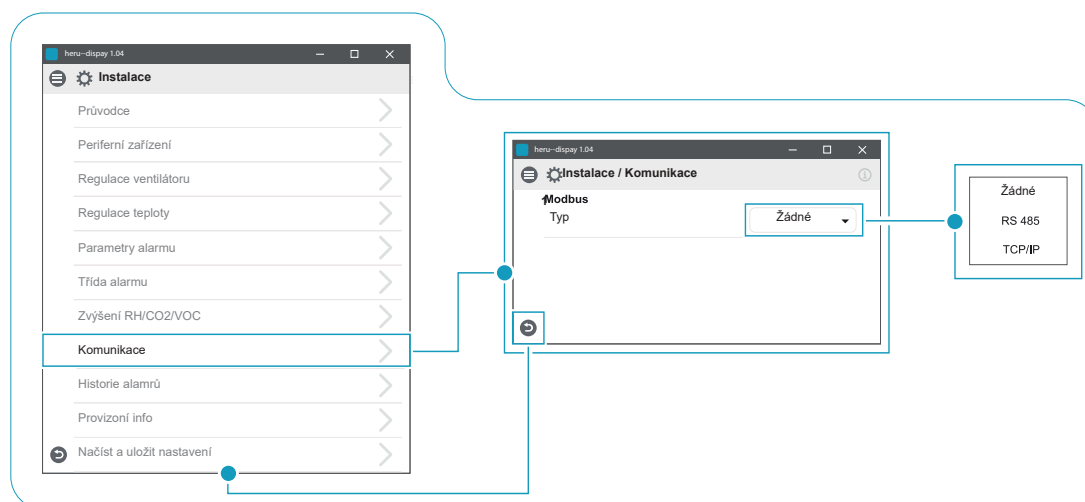 heru--dispay 1.04
Instalace
Průvodce
Periferní zařízení
Regulace ventilátoru
Regulace teploty
Parametry alarmu
Třída alarmu
Zvýšení RH/CO2/VOC
Komunikace
Historie alamrů
Provizoní info
Načíst a uložit nastavení
heru--dispay 1.04
Instalace / Komunikace
Modbus
Typ
Žádné
Žádné
RS 485
TCP/IP